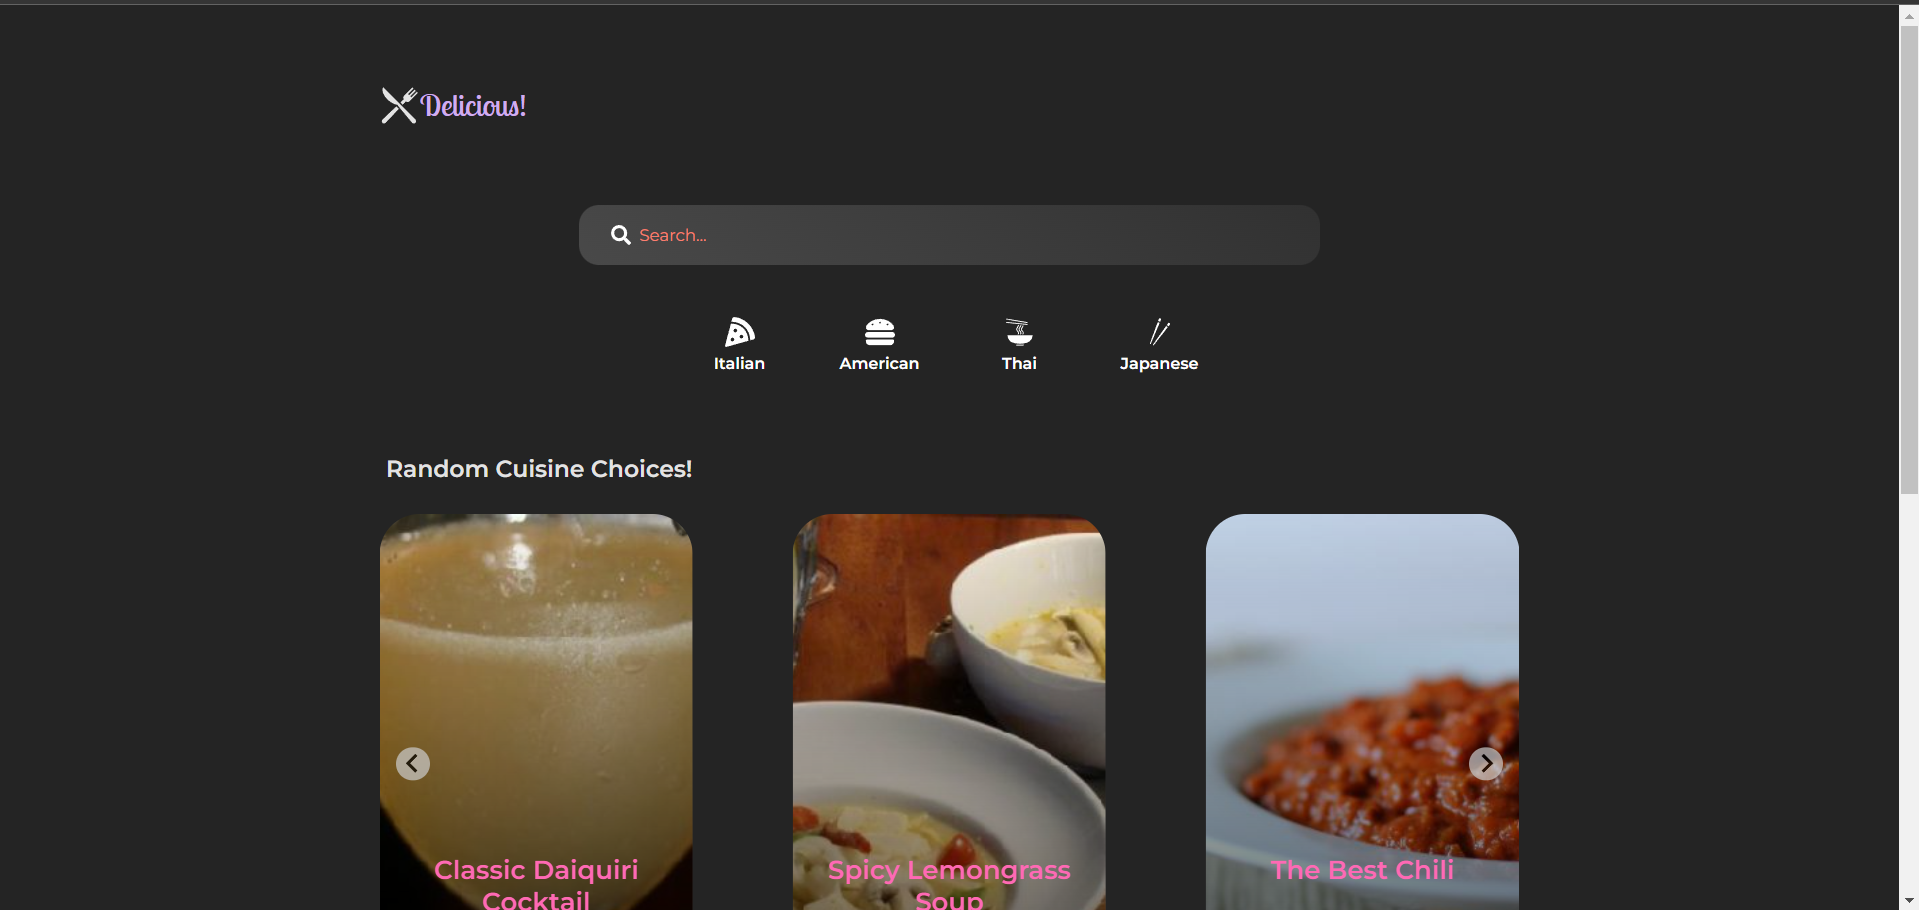 Delicious!
Search...
Italian
American
Thai
Japanese
Random Cuisine Choices!
Classic Daiquiri
Cocktail
Spicy Lemongrass
Soup
The Best Chili